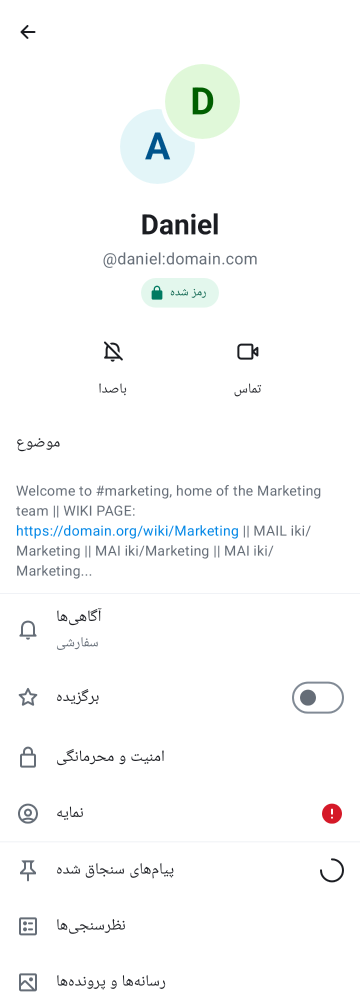 D
A
Daniel
@daniel:domain.com
رمز شده
باصدا
تماس
موضوع
Welcome to #marketing, home of the Marketing
team || WIKI PAGE:
https://domain.org/wiki/Marketing || MAIL iki/
Marketing || MAI iki/Marketing || MAI iki/
Marketing...
آگاهی‌ها
سفارشی
برگزیده
امنیت و محرمانگی
نمایه
پیام‌های سنجاق شده
نظرسنجی‌ها
رسانه‌ها و پرونده‌ها